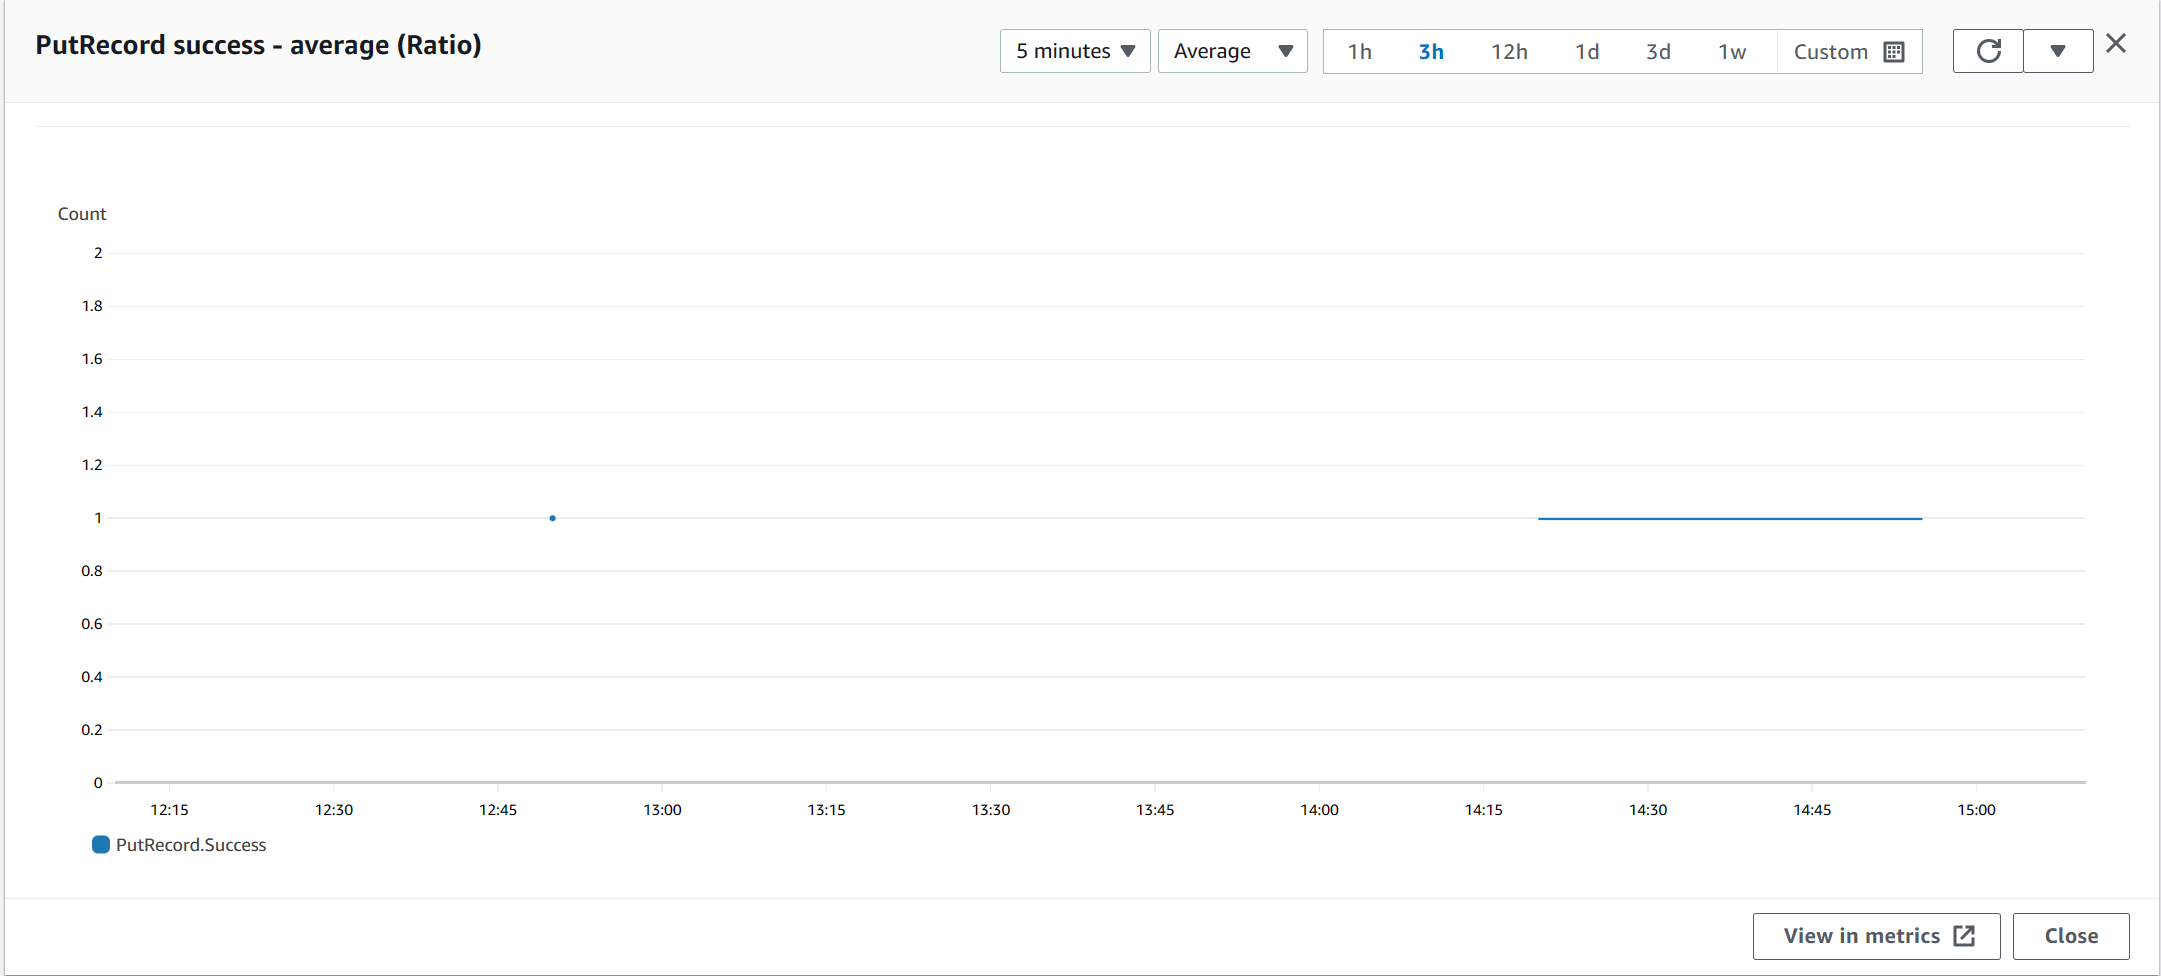 PutRecord success - average (Ratio)
5 minutes
Average
1h 3h 12h 1d 3d 1w Custom
Count
2
1.8
1.6
1.4
1.2
1
0.8
0.6
0.4
0.2
0
12:15 12:30 12:45 13:00 13:15 13:30 13:45 14:00 14:15 14:30 14:45 15:00
PutRecord.Success
View in metrics
Close